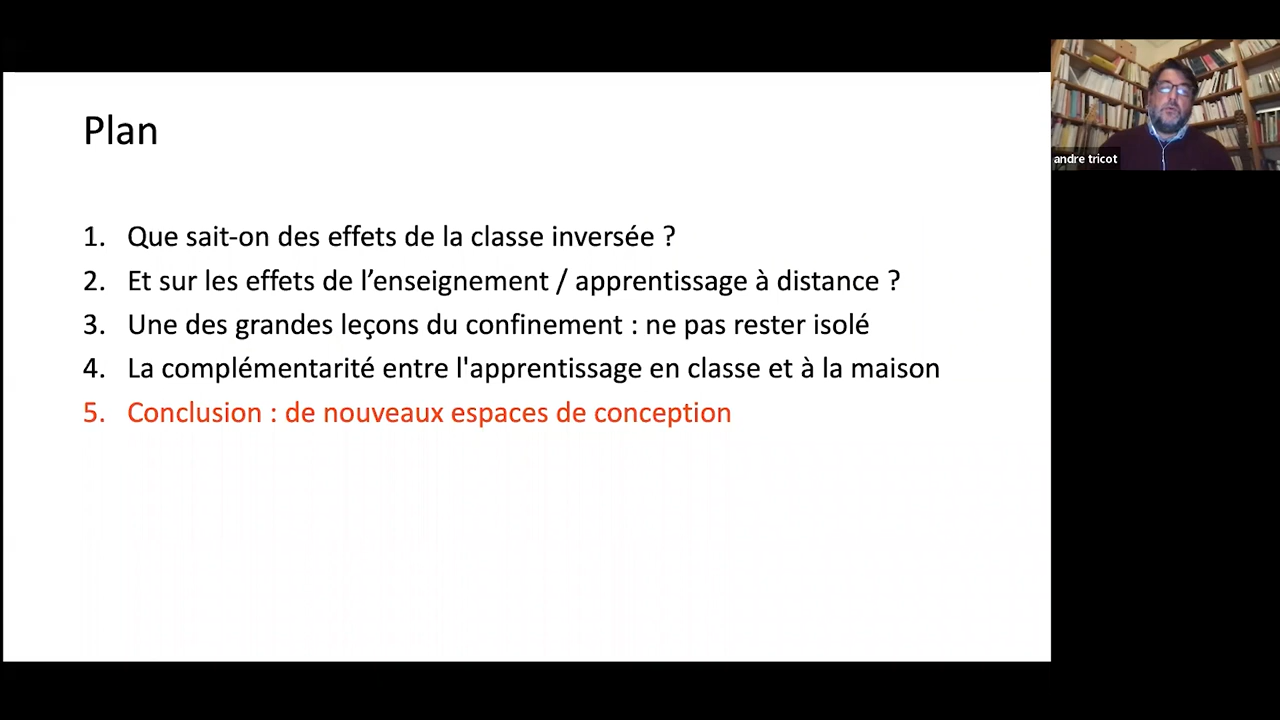 Plan
1. Que sait-on des effets de la classe inversée ?
2. Et sur les effets de l’enseignement / apprentissage à distance ?
3. Une des grandes leçons du confinement : ne pas rester isolé
4. La complémentarité entre l'apprentissage en classe et à la maison
5. Conclusion : de nouveaux espaces de conception
andre tricot